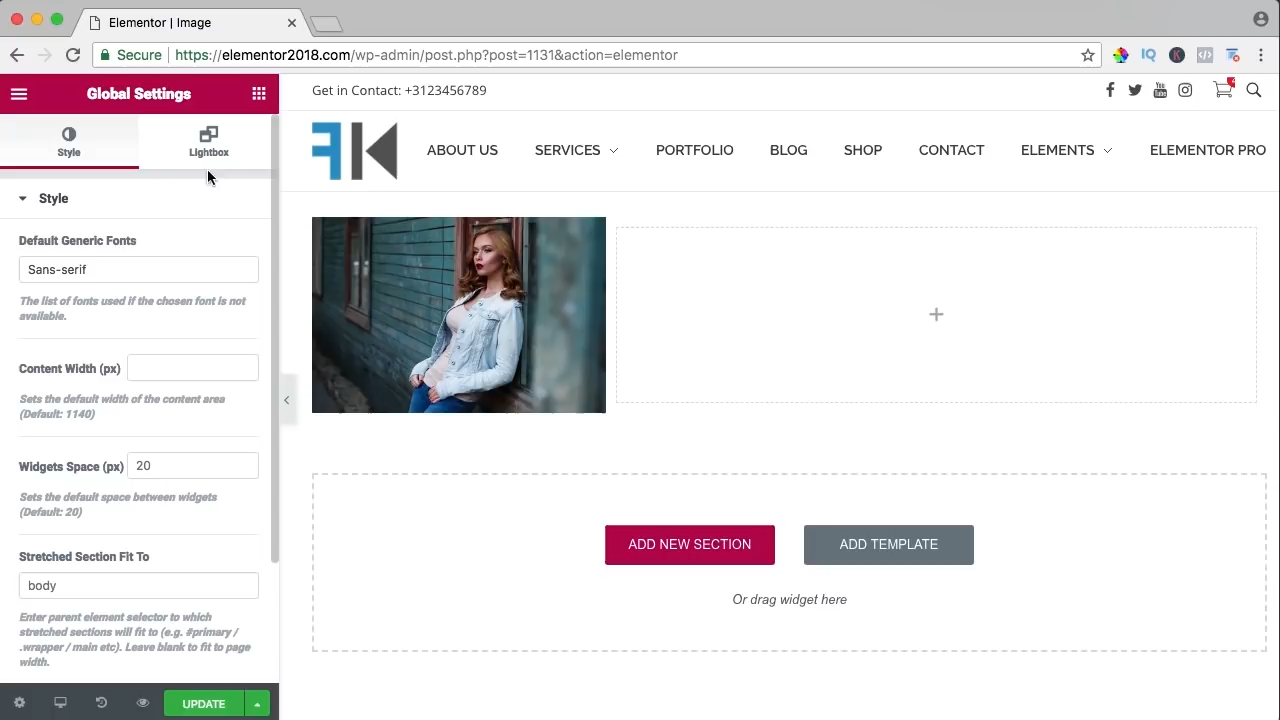 Elementor | Image
Secure https://elementor2018.com/wp-admin/post.php?post=1131&action=elementor
Global Settings
Style
Lightbox
Style
Default Generic Fonts
Sans-serif
The list of fonts used if the chosen font is not
available.
Content Width (px)
Sets the default width of the content area
(Default: 1140)
Widgets Space (px) 20
Sets the default space between widgets
(Default: 20)
Stretched Section Fit To
body
Enter parent element selector to which
stretched sections will fit to (e.g. #primary /
.wrapper / main etc). Leave blank to fit to page
width.
UPDATE
Get in Contact: +3123456789
FK
ABOUT US SERVICES PORTFOLIO BLOG SHOP CONTACT ELEMENTS ELEMENTOR PRO
ADD NEW SECTION
ADD TEMPLATE
Or drag widget here